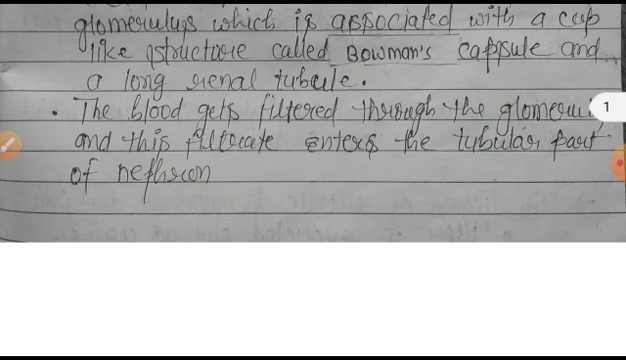 glomerulus which is associated with a cup
like structure called Bowman's capsule and
a long renal tubule.
• The blood gets filtered through the
1
and this filtrate enters the tubular part
of nephron